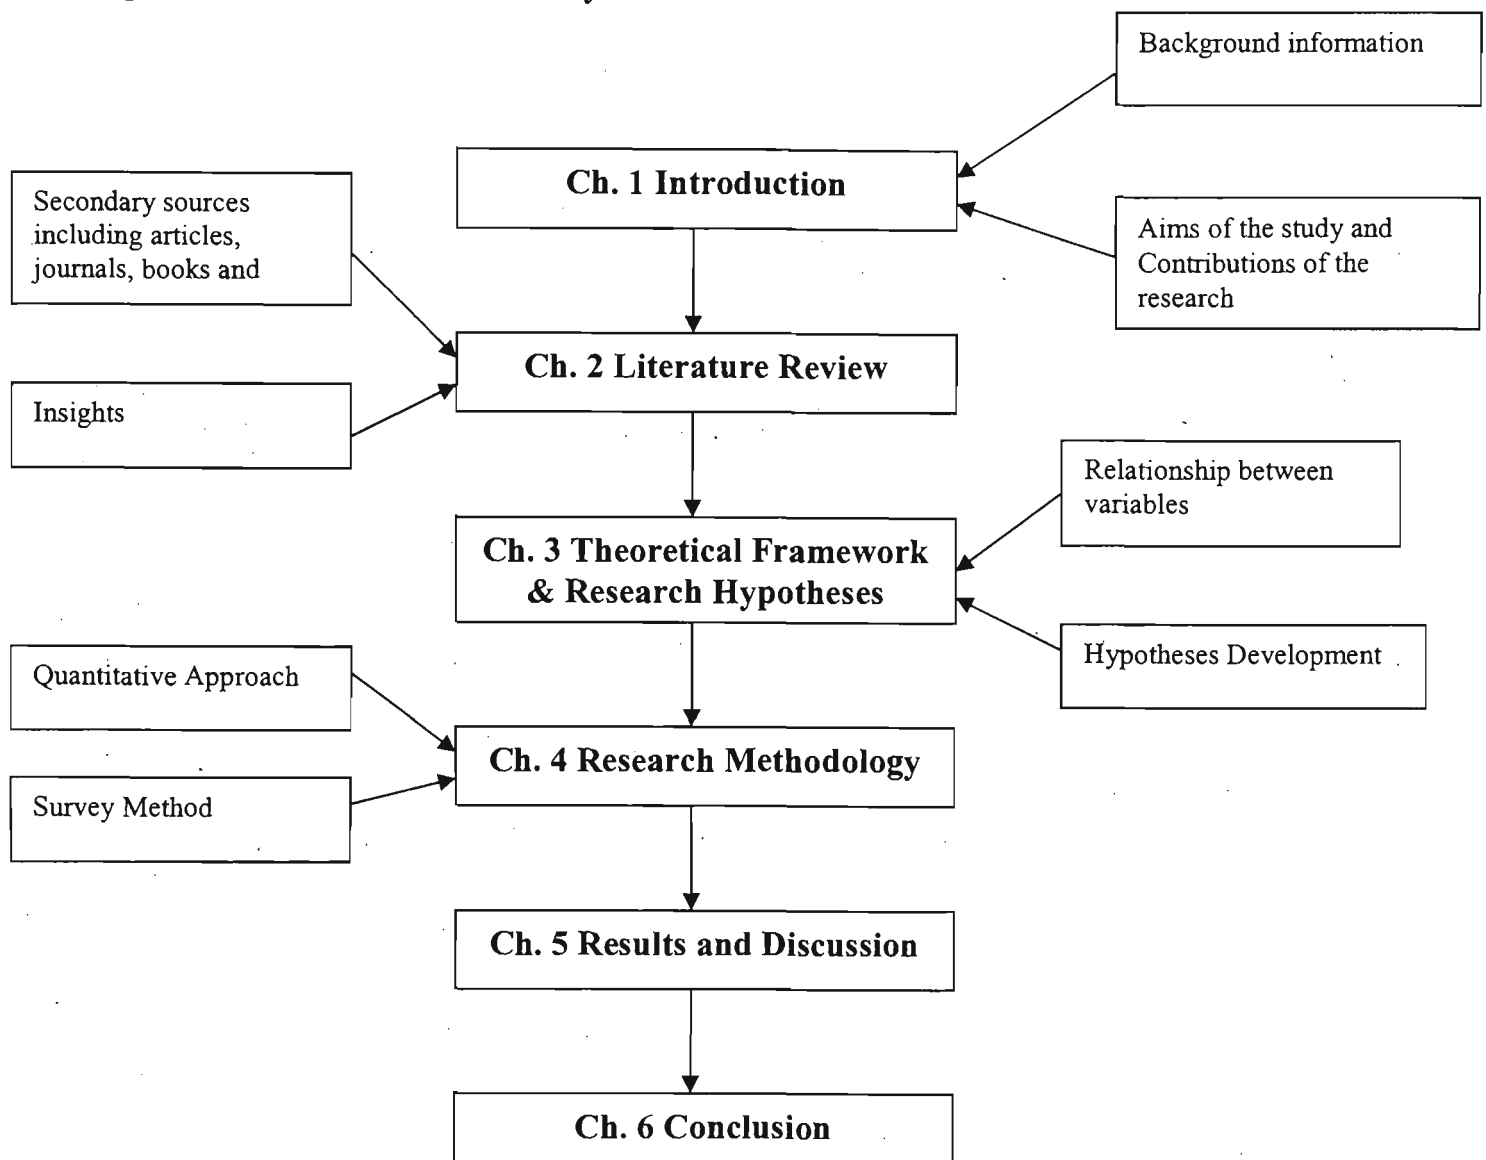 Background information
Ch. 1 Introduction
Secondary sources
including articles,
journals, books and
Aims of the study and
Contributions of the
research
Ch. 2 Literature Review
Insights
Relationship between
variables
Ch. 3 Theoretical Framework
& Research Hypotheses
Hypotheses Development
Quantitative Approach
Ch. 4 Research Methodology
Survey Method
Ch. 5 Results and Discussion
Ch. 6 Conclusion